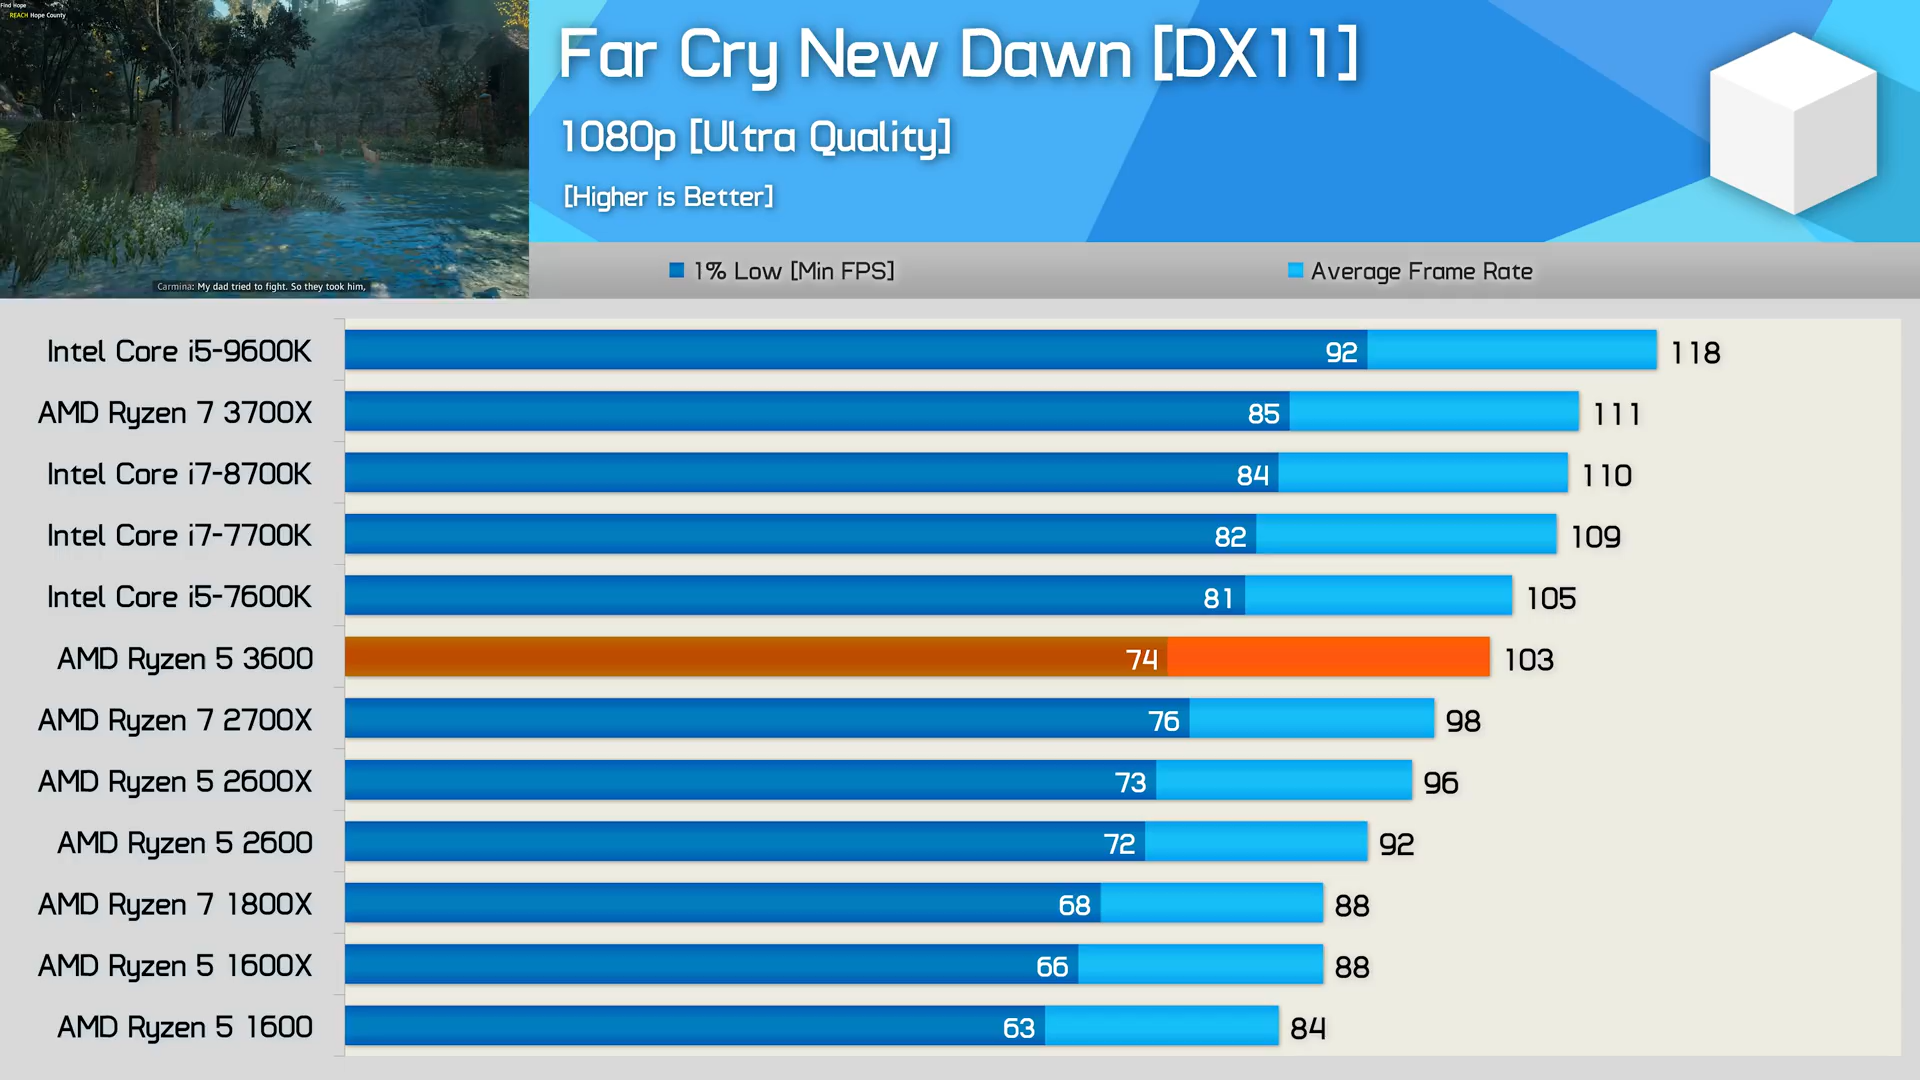 Find Hope
REACH Hope County
Carmina: My dad tried to fight. So they took him,
Far Cry New Dawn [DX11]
1080p [Ultra Quality]
[Higher is Better]
1% Low [Min FPS]
Average Frame Rate
Intel Core i5-9600K 92 118
AMD Ryzen 7 3700X 85 111
Intel Core i7-8700K 84 110
Intel Core i7-7700K 82 109
Intel Core i5-7600K 81 105
AMD Ryzen 5 3600 74 103
AMD Ryzen 7 2700X 76 98
AMD Ryzen 5 2600X 73 96
AMD Ryzen 5 2600 72 92
AMD Ryzen 7 1800X 68 88
AMD Ryzen 5 1600X 66 88
AMD Ryzen 5 1600 63 84